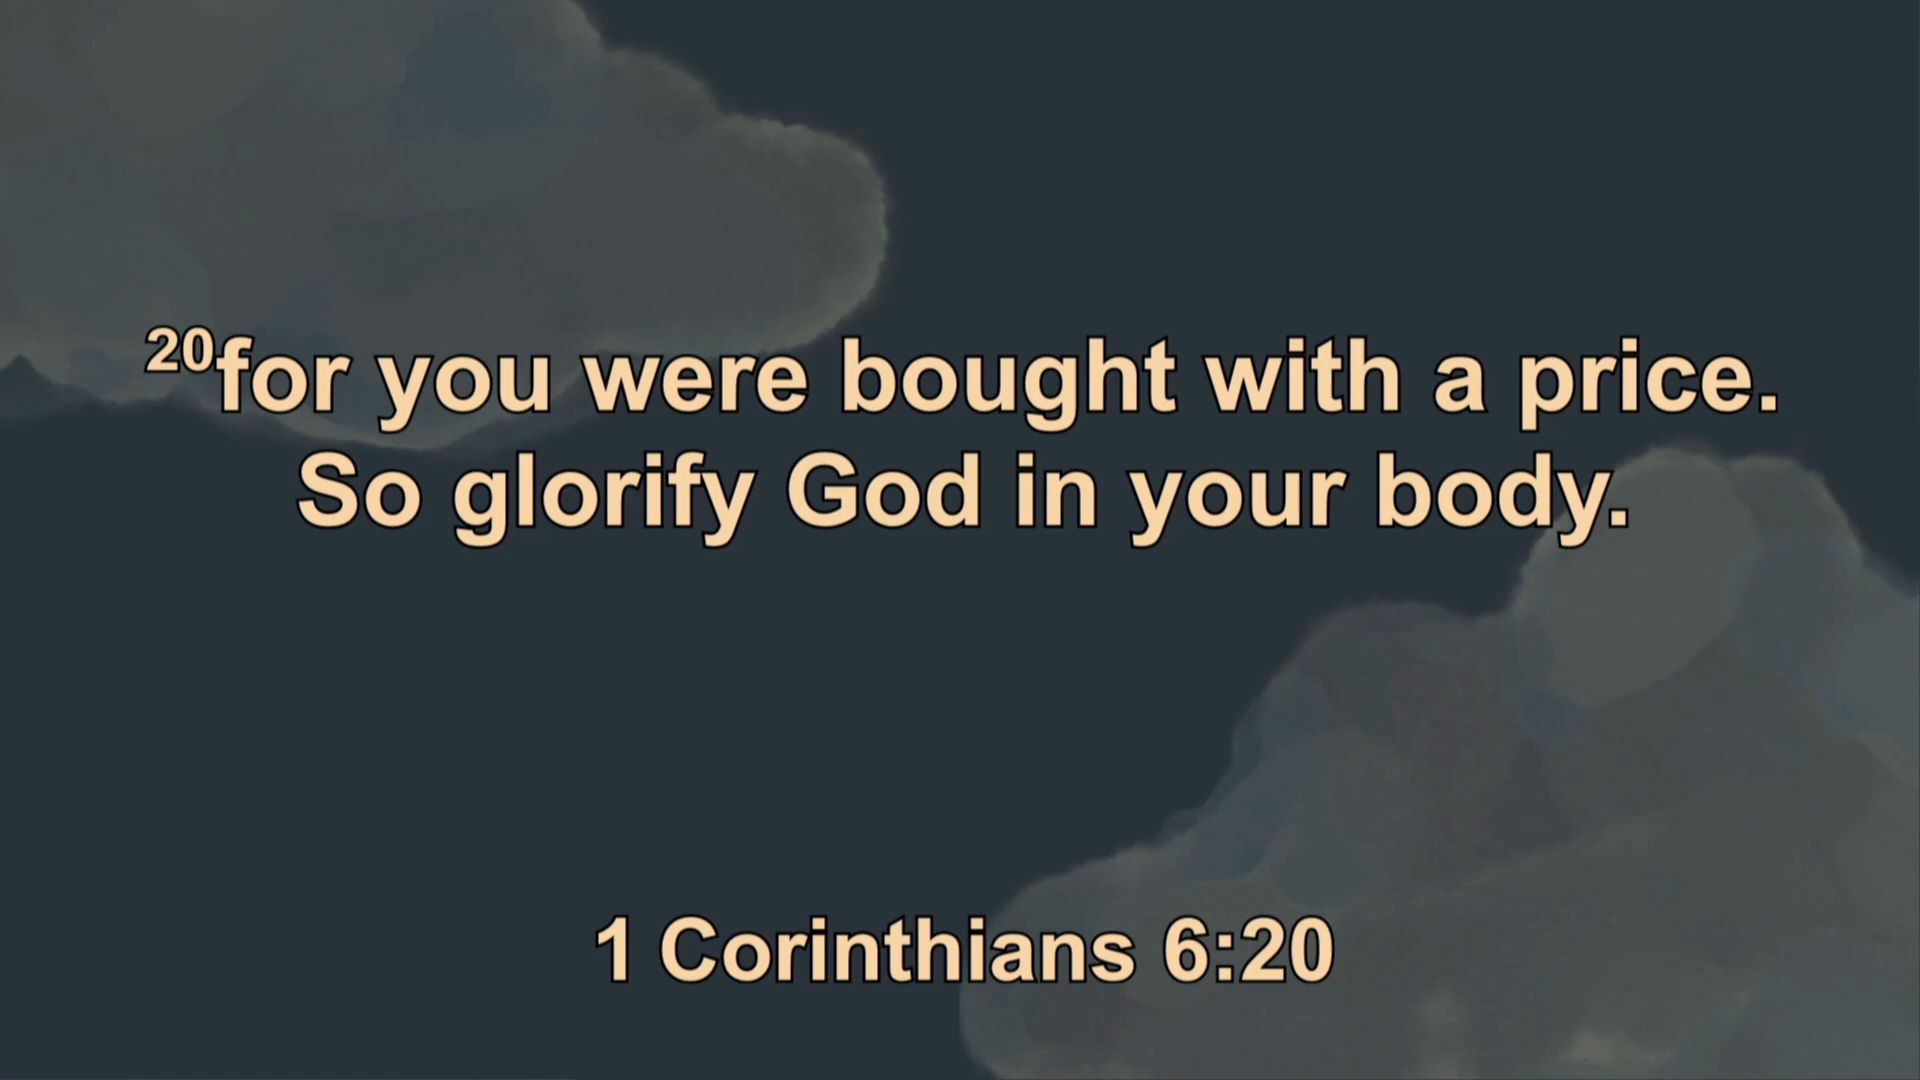 20for you were bought with a price.
So glorify God in your body.
1 Corinthians 6:20